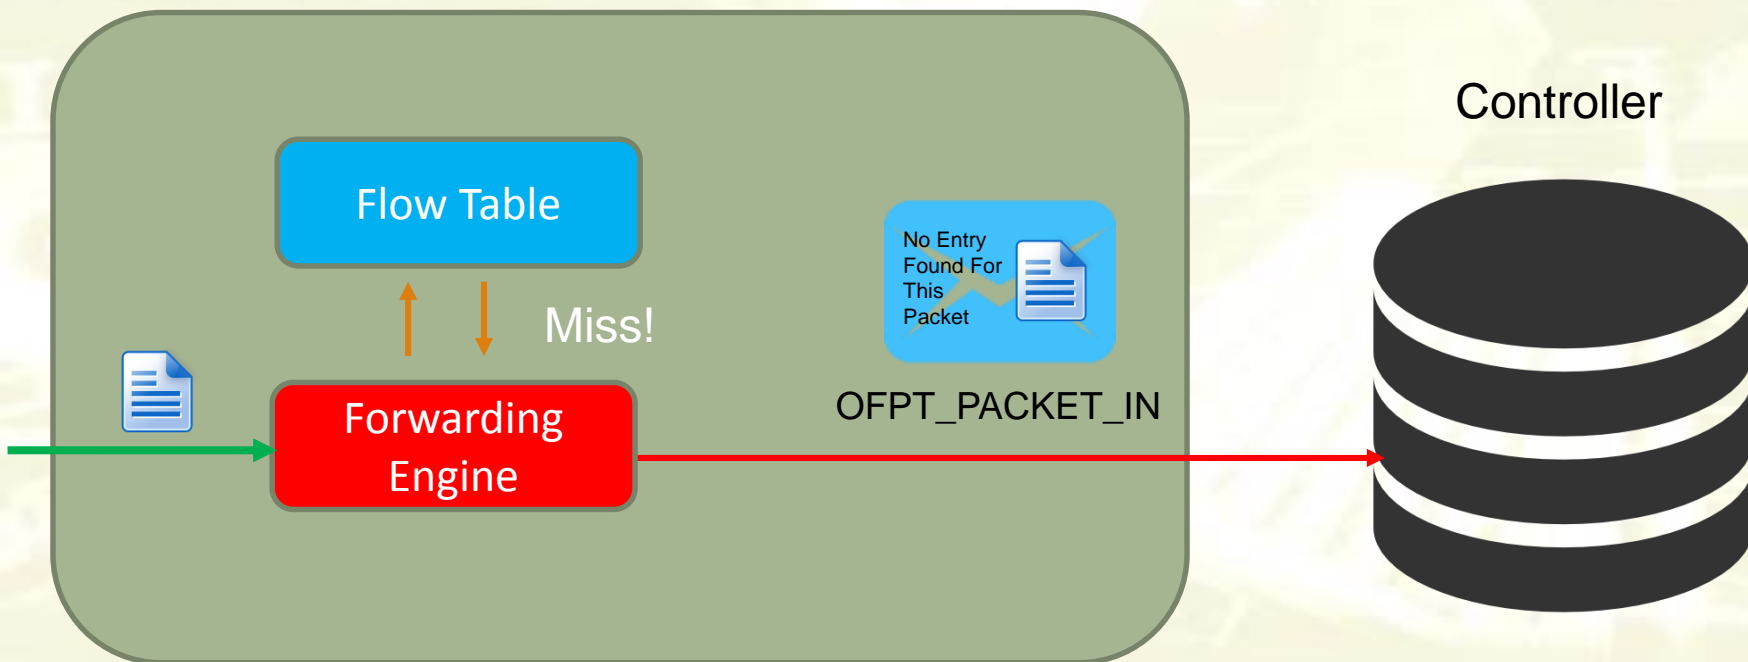 Controller
Flow Table
No Entry
Found For
This
Packet
Miss!
Forwarding
Engine
OFPT_PACKET_IN